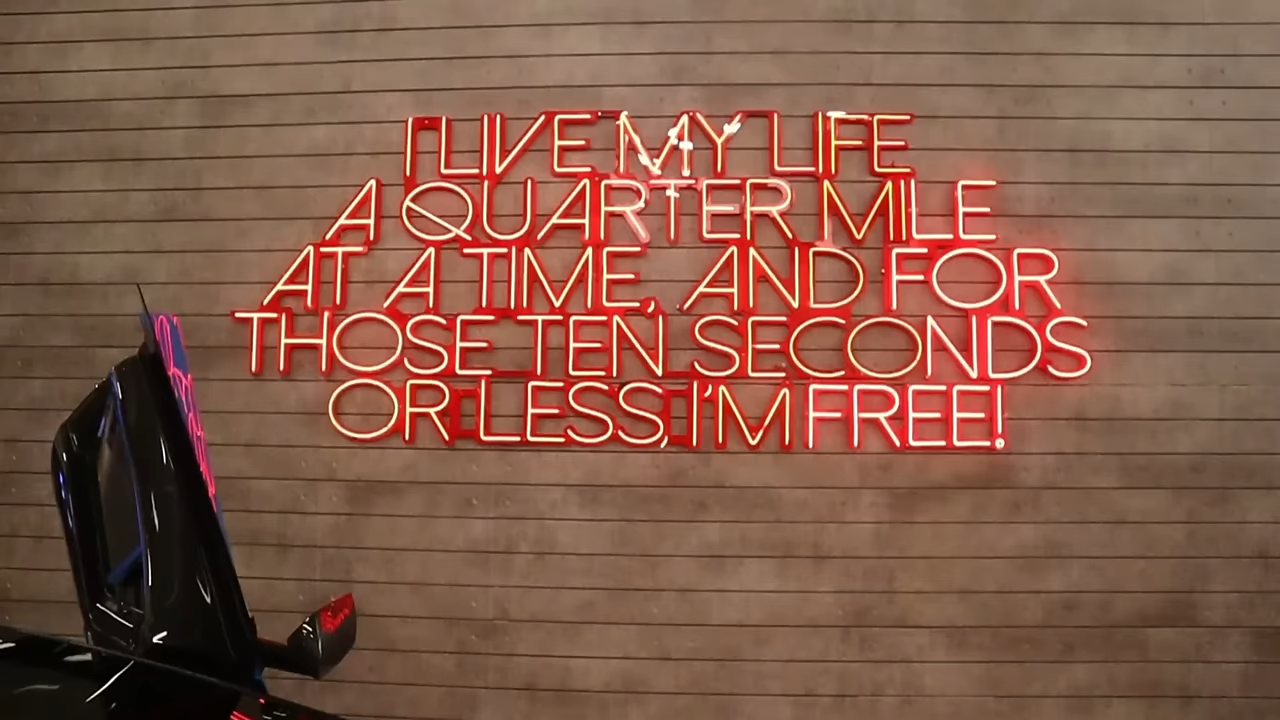 I LIVE MY LIFE
A QUARTER MILE
AT A TIME, AND FOR
THOSE TEN SECONDS
OR LESS, I'M FREE!